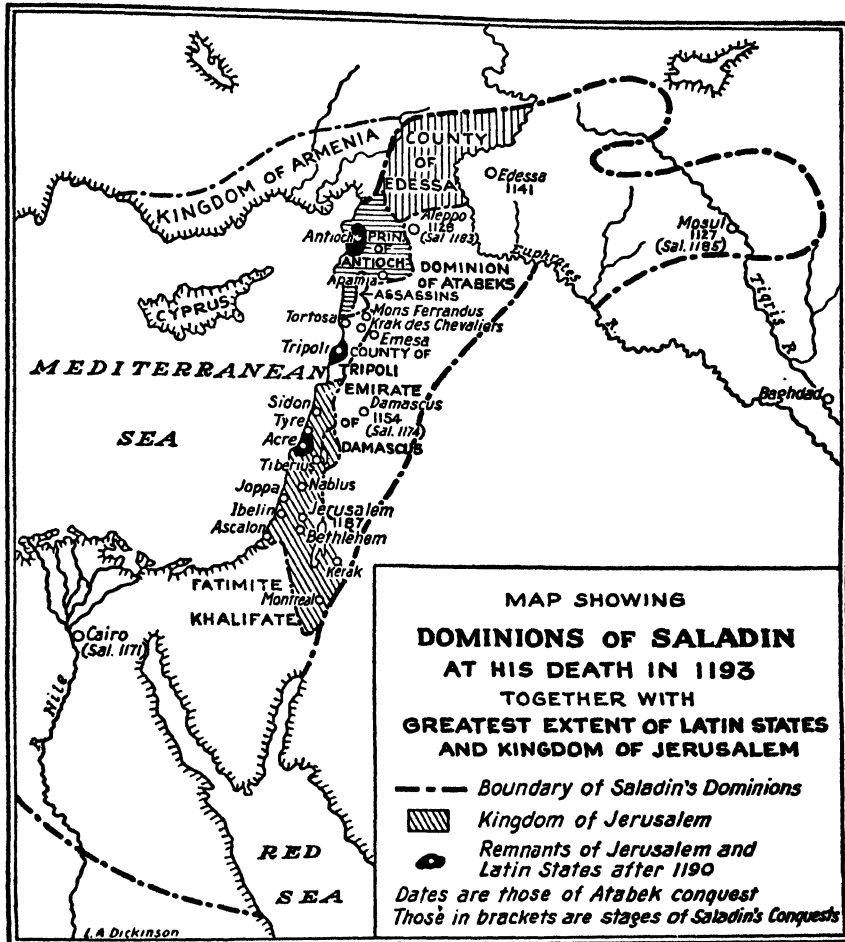 KINGDOM OF ARMENIA
COUNTY
OF
EDESSA
Edessa
1141
Aleppo
1128
(Sal. 1183)
Mosul
1127
(Sal. 1185)
Antioch
PRIN.
OF
ANTIOCH
Euphrates
R.
Tigris R.
Apamia
DOMINION
OF ATABEKS
ASSASSINS
CYPRUS
Tortosa
Mons Ferrandus
Krak des Chevaliers
Emesa
Tripoli
COUNTY OF
TRIPOLI
MEDITERRANEAN
SEA
EMIRATE
OF
DAMASCUS
Baghdad
Sidon
Damascus
1154
(Sal. 1174)
Tyre
Acre
Tiberius
Nablus
Joppa
Ibelin
Jerusalem
1187
Ascalon
Bethlehem
Kerak
FATIMITE
KHALIFATE
Montreal
Cairo
(Sal. 1171)
R. Nile
RED
SEA
MAP SHOWING
DOMINIONS OF SALADIN
AT HIS DEATH IN 1193
TOGETHER WITH
GREATEST EXTENT OF LATIN STATES
AND KINGDOM OF JERUSALEM
Boundary of Saladin's Dominions
Kingdom of Jerusalem
Remnants of Jerusalem and
Latin States after 1190
Dates are those of Atabek conquest
Those in brackets are stages of Saladin's Conquests
L.A Dickinson